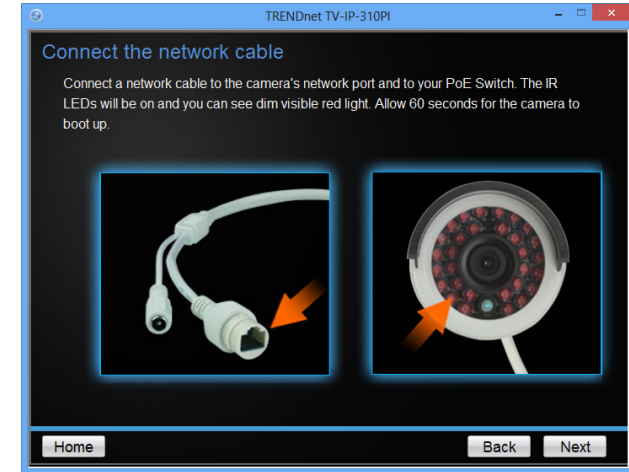 TRENDnet TV-IP-310PI
Connect the network cable
Connect a network cable to the camera's network port and to your PoE Switch. The IR
LEDs will be on and you can see dim visible red light. Allow 60 seconds for the camera to
boot up.
Home Back Next